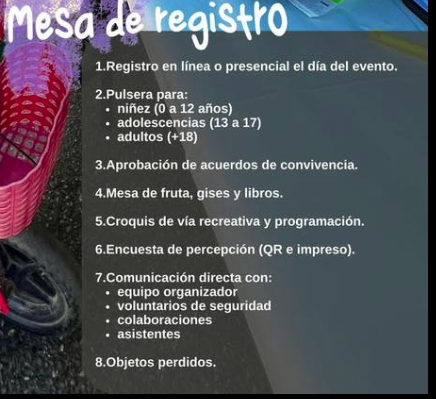 Mesa de registro
1.Registro en línea o presencial el día del evento.
2.Pulsera para:
• niñez (0 a 12 años)
• adolescencias (13 a 17)
• adultos (+18)
3.Aprobación de acuerdos de convivencia.
4.Mesa de fruta, gises y libros.
5.Croquis de vía recreativa y programación.
6.Encuesta de percepción (QR e impreso).
7.Comunicación directa con:
• equipo organizador
• voluntarios de seguridad
• colaboraciones
• asistentes
8.Objetos perdidos.